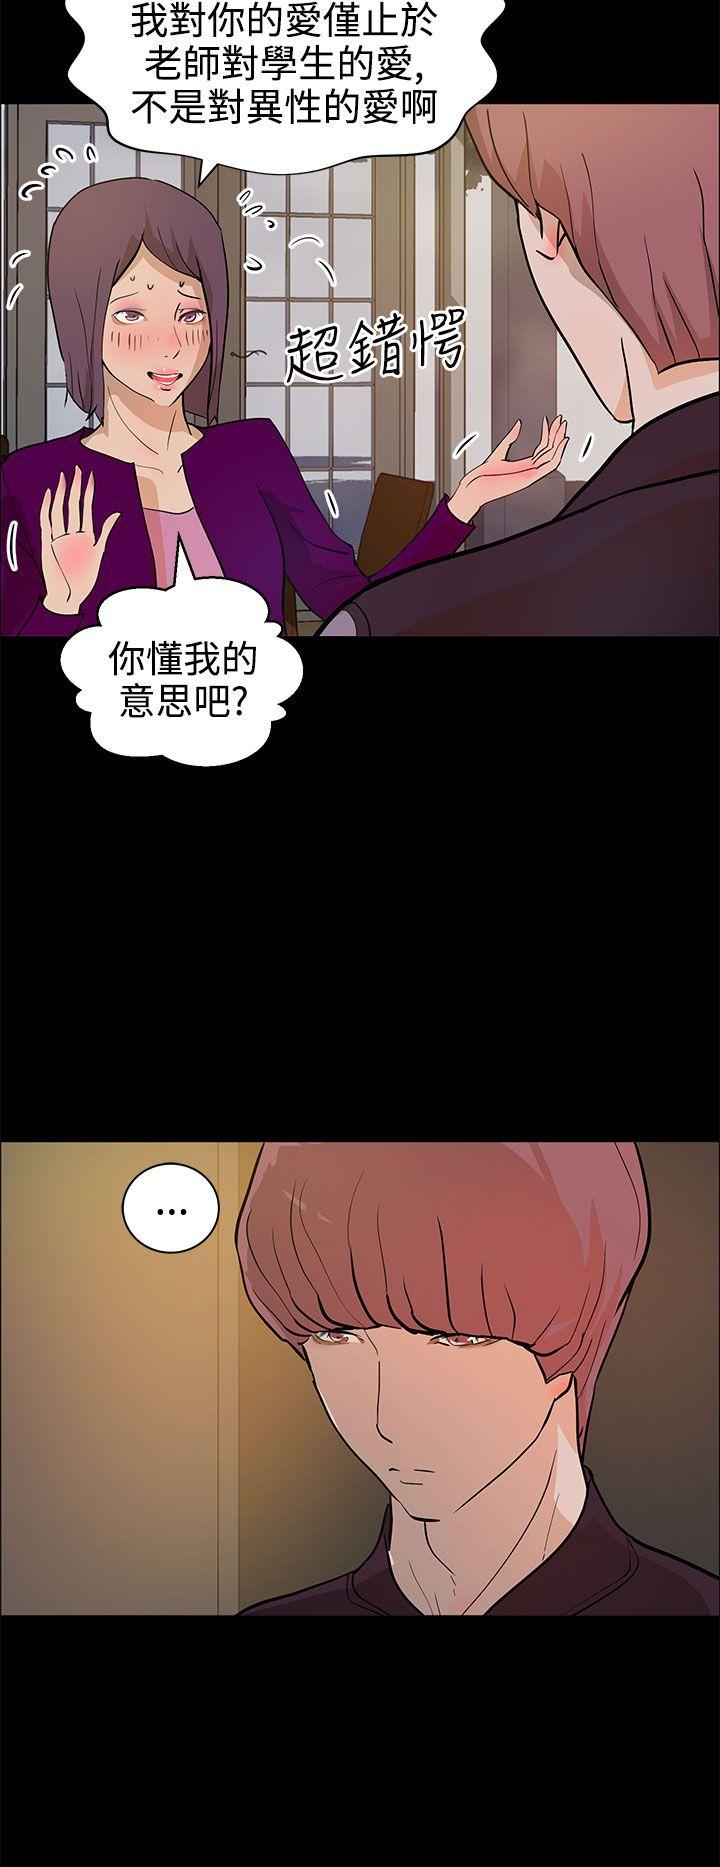 我對你的愛僅止於
老師對學生的愛,
不是對異性的愛啊
超錯愕
你懂我的
意思吧?
...